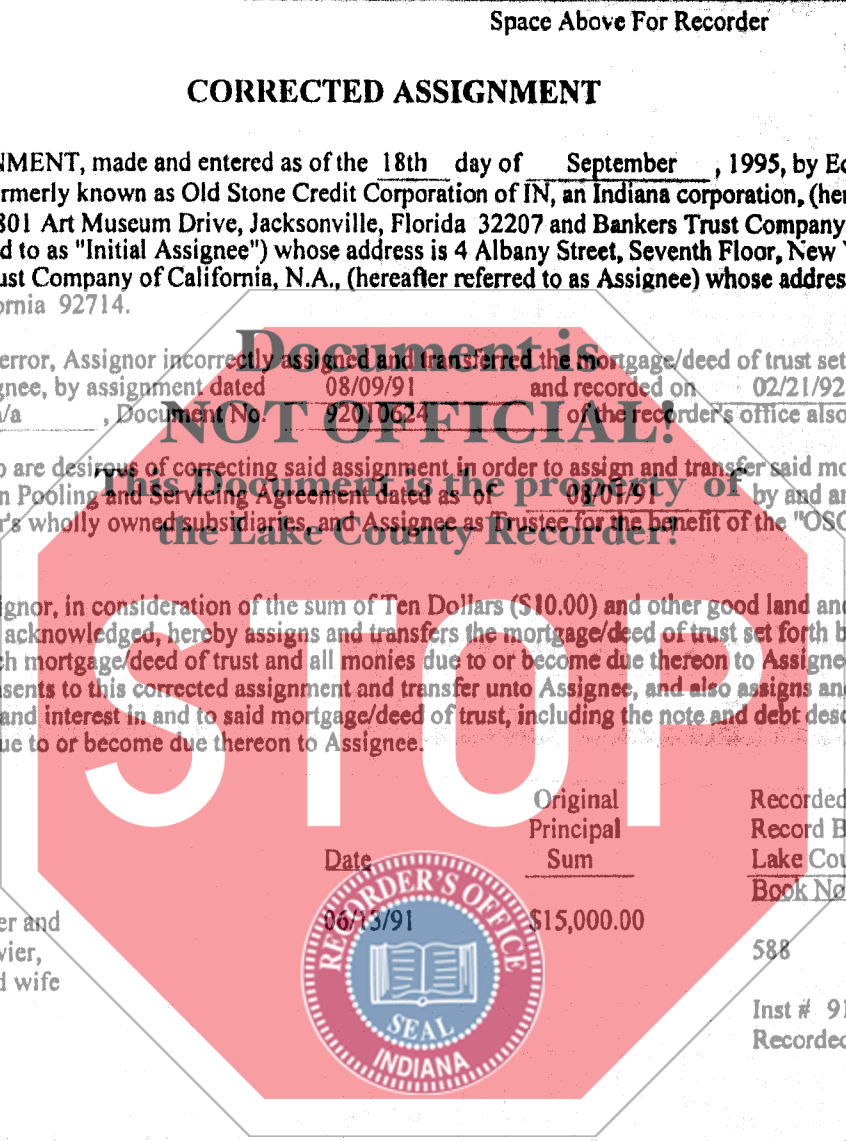 Space Above For Recorder
CORRECTED ASSIGNMENT
NMENT, made and entered as of the 18th day of September , 1995, by Ec
rmerly known as Old Stone Credit Corporation of IN, an Indiana corporation, (her
801 Art Museum Drive, Jacksonville, Florida 32207 and Bankers Trust Company
d to as "Initial Assignee") whose address is 4 Albany Street, Seventh Floor, New Y
ust Company of California, N.A., (hereafter referred to as Assignee) whose addres
ornia 92714.
Document is
error, Assignor incorrectly assigned and transferred the mortgage/deed of trust set
gnee, by assignment dated 08/09/91 and recorded on 02/21/92
n/a , Document No. 92010624 of the recorder's office also
NOT OFFICIAL!
o are desirous of correcting said assignment in order to assign and transfer said mo
n Pooling and Servicing Agreement dated as of 08/01/91 by and an
This Document is the property of
r's wholly owned subsidiaries, and Assignee as Trustee for the benefit of the "OSC
the Lake County Recorder!
ignor, in consideration of the sum of Ten Dollars ($10.00) and other good land and
acknowledged, hereby assigns and transfers the mortgage/deed of trust set forth b
h mortgage/deed of trust and all monies due to or become due thereon to Assigne
sents to this corrected assignment and transfer unto Assignee, and also assigns an
and interest in and to said mortgage/deed of trust, including the note and debt desc
ue to or become due thereon to Assignee.
STOP
Original Recorded
Principal Record B
Date Sum Lake Cou
Book No
er and 06/13/91 $15,000.00
vier, 588
d wife
Inst # 91
Recorded
RECORDER'S OFFICE
SEAL
INDIANA